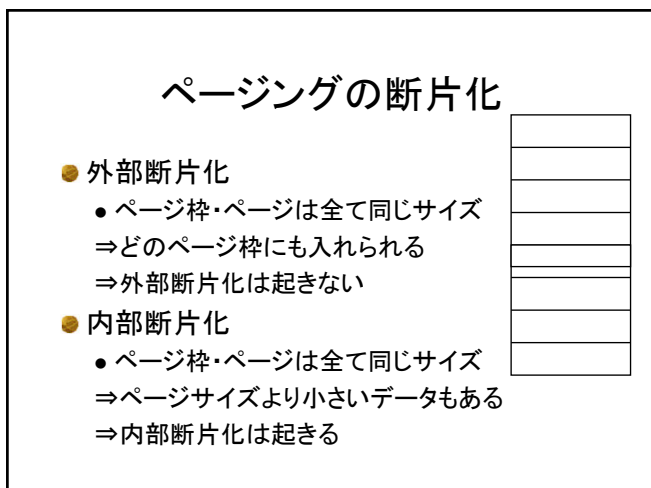 ページングの断片化
外部断片化
● ページ枠・ページは全て同じサイズ
⇒どのページ枠にも入れられる
⇒外部断片化は起きない
内部断片化
● ページ枠・ページは全て同じサイズ
⇒ページサイズより小さいデータもある
⇒内部断片化は起きる